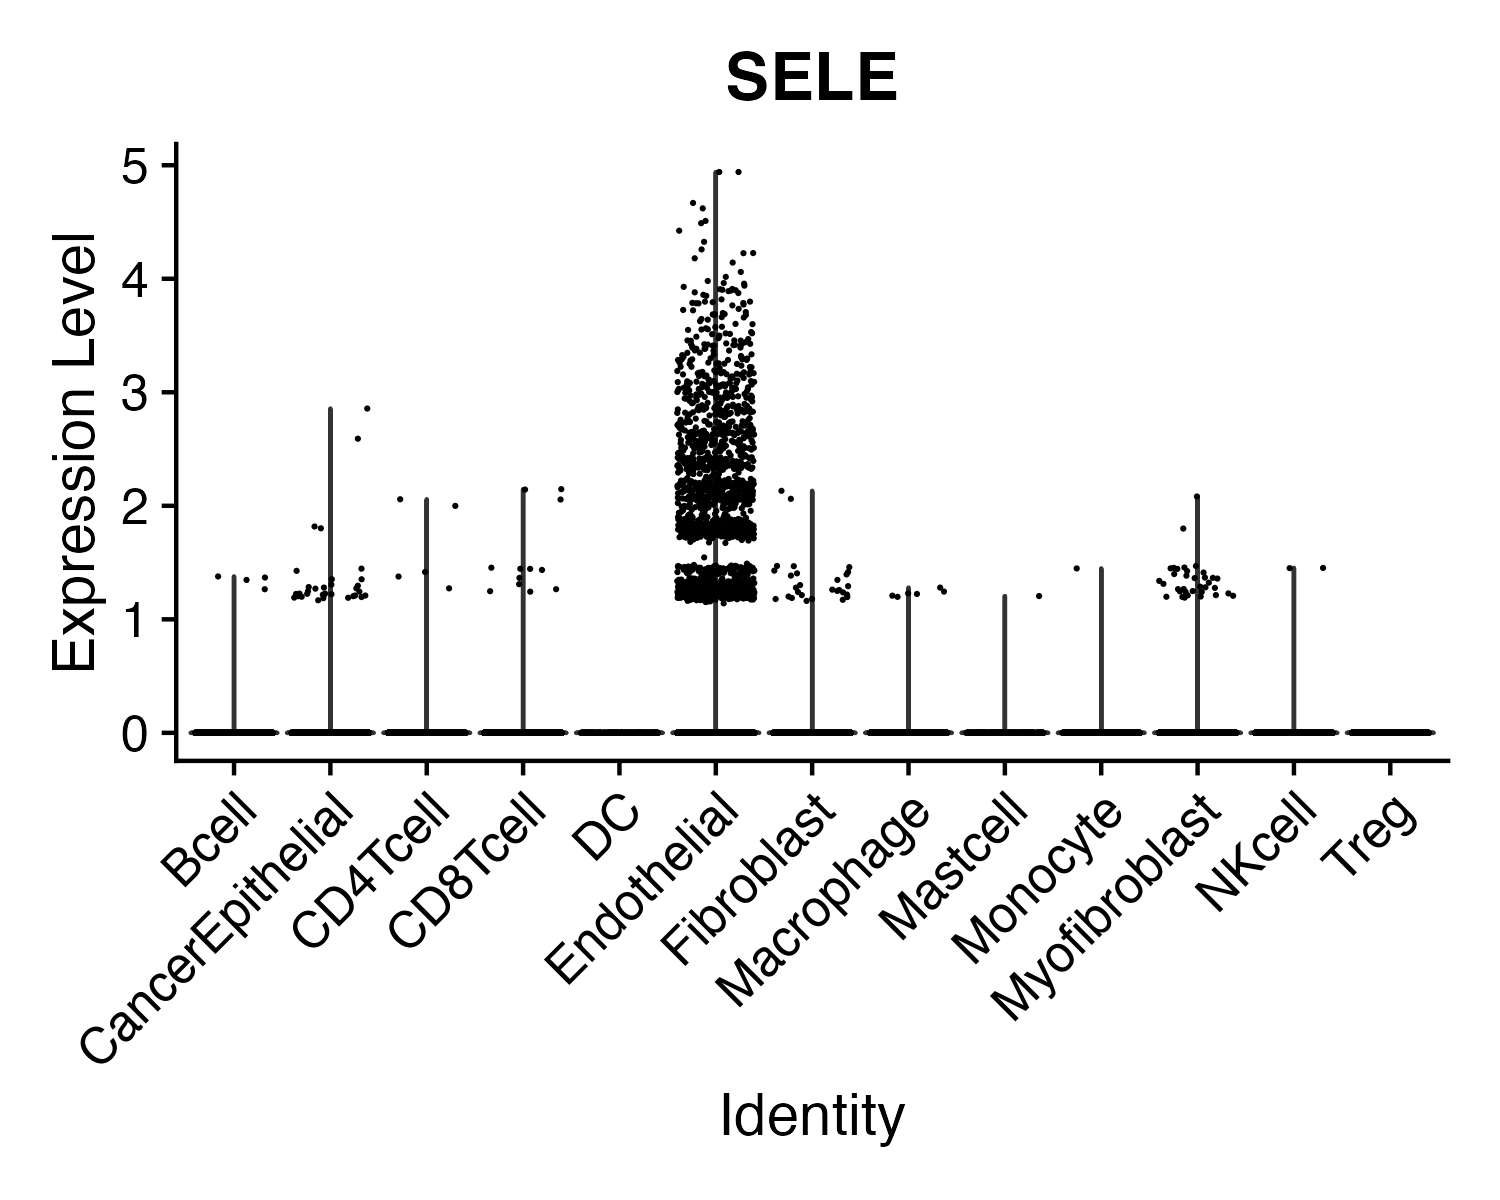 SELE
Expression Level
5
4
3
2
1
0
Bcell
CancerEpithelial
CD4Tcell
CD8Tcell
DC
Endothelial
Fibroblast
Macrophage
Mastcell
Monocyte
Myofibroblast
NKcell
Treg
Identity